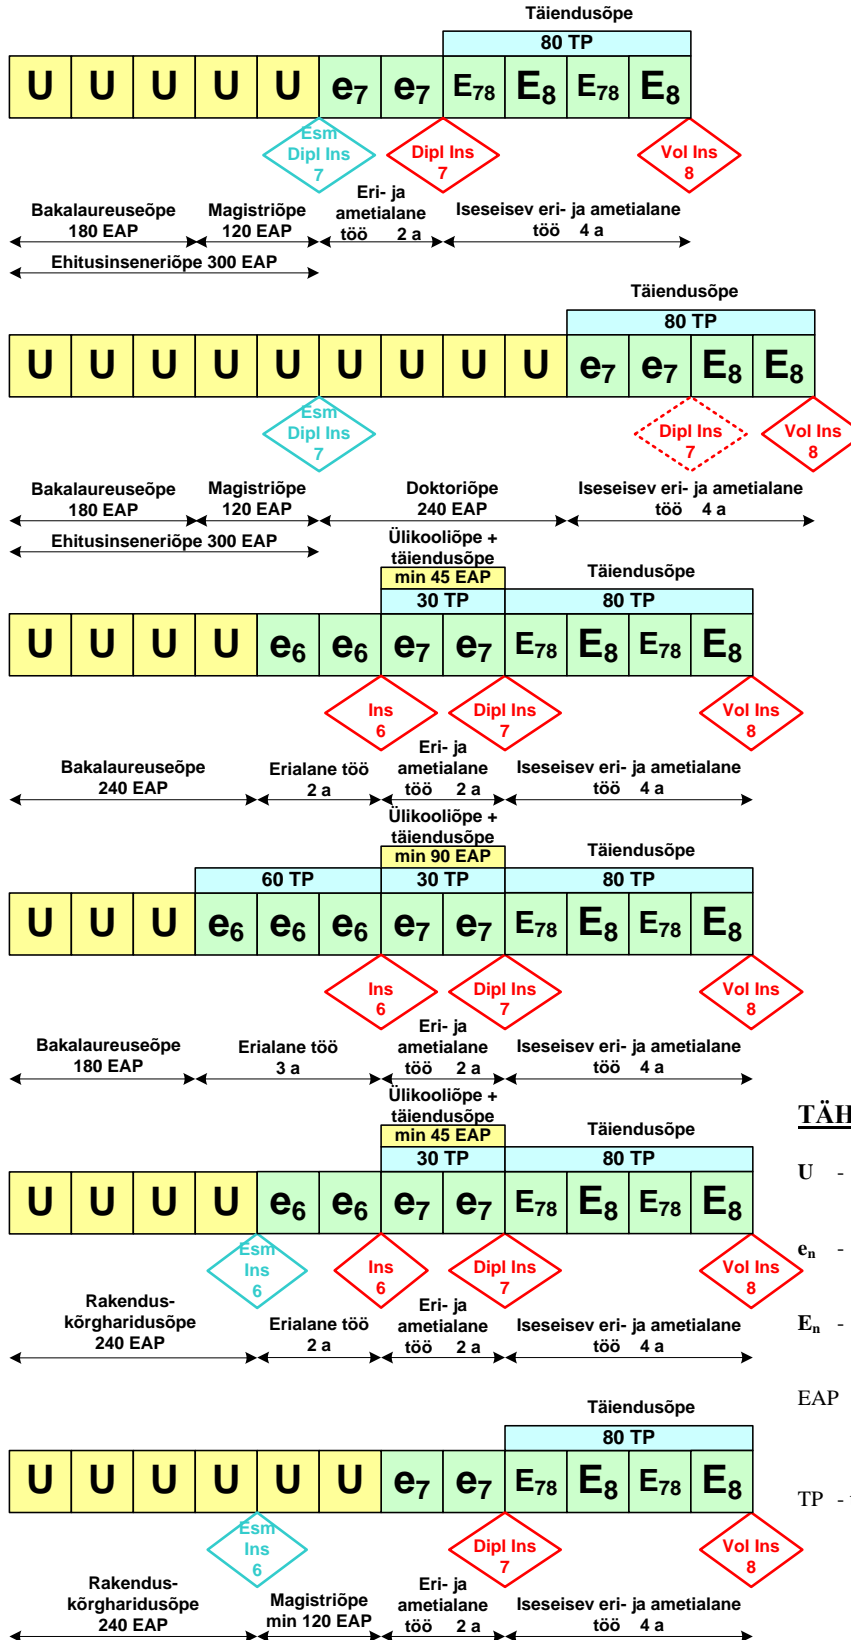 Täiendusõpe
80 TP
U U U U U e7 e7 E78 E8 E78 E8
Esm
Dipl Ins
7
Dipl Ins
7
Vol Ins
8
Bakalaureuseõpe
180 EAP
Magistriõpe
120 EAP
Eri- ja
ametialane
töö 2 a
Iseseisev eri- ja ametialane
töö 4 a
Ehitusinseneriõpe 300 EAP
Täiendusõpe
80 TP
U U U U U U U U U e7 e7 E8 E8
Esm
Dipl Ins
7
Dipl Ins
7
Vol Ins
8
Bakalaureuseõpe
180 EAP
Magistriõpe
120 EAP
Doktoriõpe
240 EAP
Iseseisev eri- ja ametialane
töö 4 a
Ehitusinseneriõpe 300 EAP
Ülikooliõpe +
täiendusõpe
min 45 EAP
30 TP
Täiendusõpe
80 TP
U U U U e6 e6 e7 e7 E78 E8 E78 E8
Ins
6
Dipl Ins
7
Vol Ins
8
Bakalaureuseõpe
240 EAP
Erialane töö
2 a
Eri- ja
ametialane
töö 2 a
Iseseisev eri- ja ametialane
töö 4 a
Ülikooliõpe +
täiendusõpe
min 90 EAP
60 TP
30 TP
Täiendusõpe
80 TP
U U U e6 e6 e6 e7 e7 E78 E8 E78 E8
Ins
6
Dipl Ins
7
Vol Ins
8
Bakalaureuseõpe
180 EAP
Erialane töö
3 a
Eri- ja
ametialane
töö 2 a
Iseseisev eri- ja ametialane
töö 4 a
Ülikooliõpe +
täiendusõpe
min 45 EAP
30 TP
Täiendusõpe
80 TP
U U U U e6 e6 e7 e7 E78 E8 E78 E8
Esm
Ins
6
Ins
6
Dipl Ins
7
Vol Ins
8
Rakendus-
kõrgharidusõpe
240 EAP
Erialane töö
2 a
Eri- ja
ametialane
töö 2 a
Iseseisev eri- ja ametialane
töö 4 a
Täiendusõpe
80 TP
U U U U U U e7 e7 E78 E8 E78 E8
Esm
Ins
6
Dipl Ins
7
Vol Ins
8
Rakendus-
kõrgharidusõpe
240 EAP
Magistriõpe
min 120 EAP
Eri- ja
ametialane
töö 2 a
Iseseisev eri- ja ametialane
töö 4 a
TÄH
U -
en -
En -
EAP
TP -